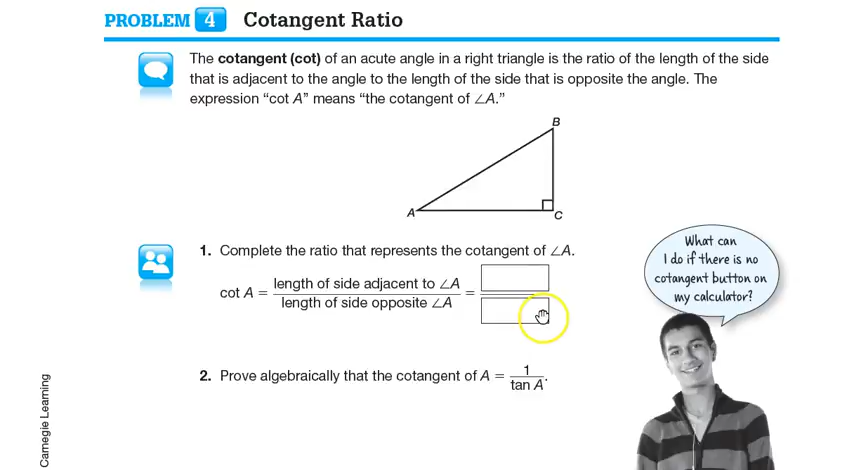 PROBLEM 4 Cotangent Ratio
The cotangent (cot) of an acute angle in a right triangle is the ratio of the length of the side
that is adjacent to the angle to the length of the side that is opposite the angle. The
expression “cot A” means “the cotangent of ∠A.”
B
A
C
1. Complete the ratio that represents the cotangent of ∠A.
cot A = length of side adjacent to ∠A
length of side opposite ∠A =
What can
I do if there is no
cotangent button on
my calculator?
2. Prove algebraically that the cotangent of A = 1
tan A.
Carnegie Learning